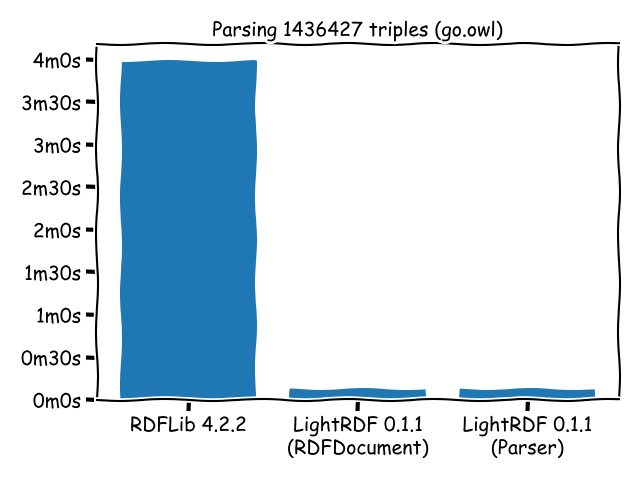 Parsing 1436427 triples (go.owl)
4m0s
3m30s
3m0s
2m30s
2m0s
1m30s
1m0s
0m30s
0m0s
RDFLib 4.2.2
LightRDF 0.1.1
(RDFDocument)
LightRDF 0.1.1
(Parser)